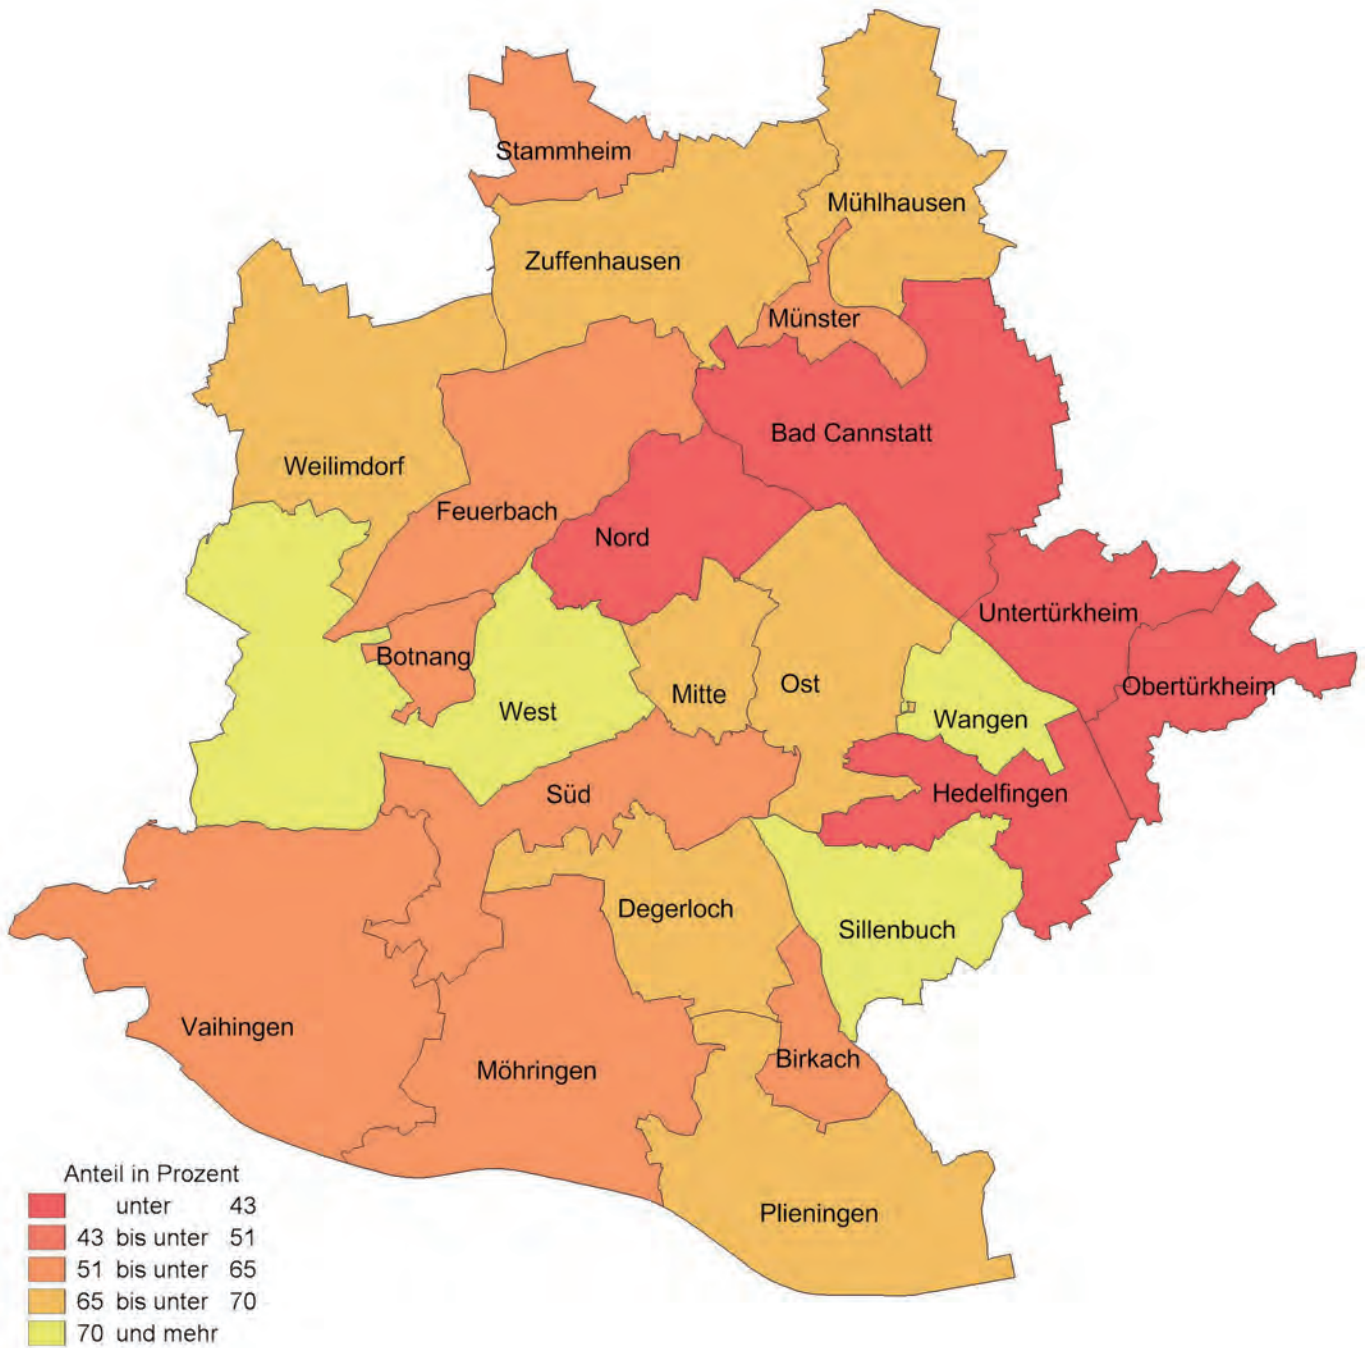 Stammheim
Mühlhausen
Zuffenhausen
Münster
Bad Cannstatt
Weilimdorf
Feuerbach
Nord
Untertürkheim
Botnang
Obertürkheim
Mitte
Ost
West
Wangen
Süd
Hedelfingen
Degerloch
Sillenbuch
Vaihingen
Birkach
Möhringen
Plieningen
Anteil in Prozent
unter 43
43 bis unter 51
51 bis unter 65
65 bis unter 70
70 und mehr